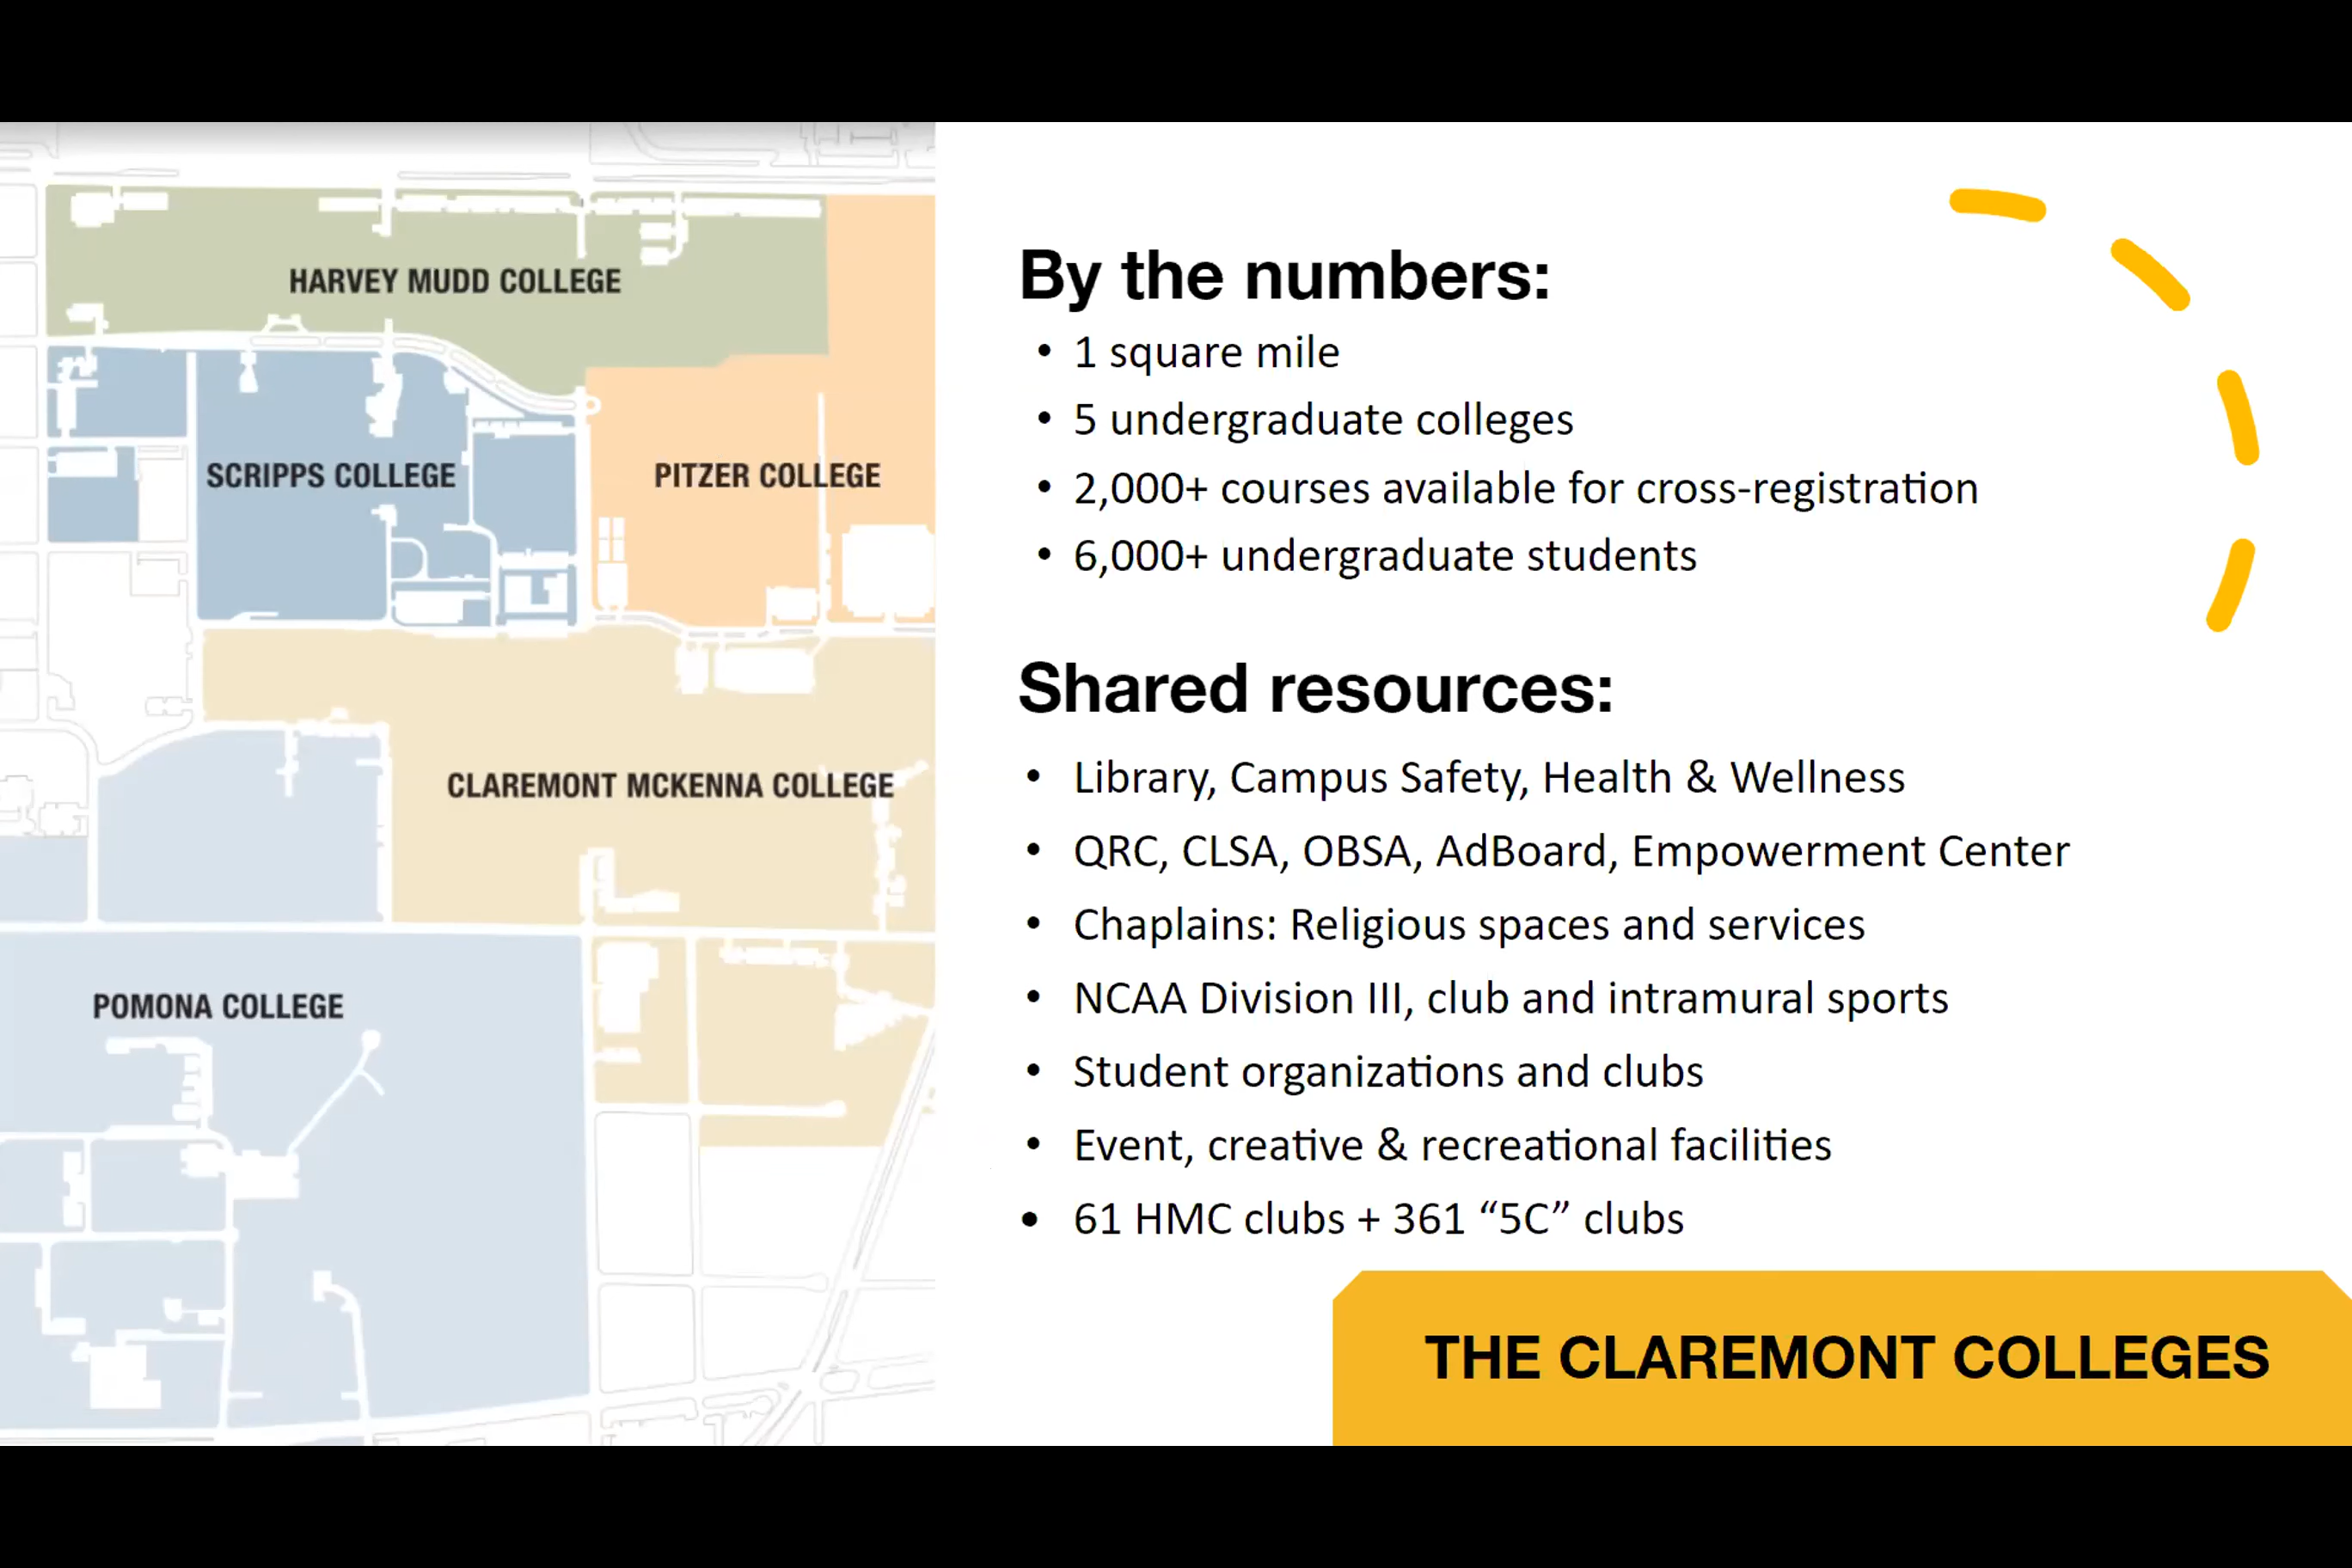 HARVEY MUDD COLLEGE
SCRIPPS COLLEGE
PITZER COLLEGE
CLAREMONT MCKENNA COLLEGE
POMONA COLLEGE
By the numbers:
• 1 square mile
• 5 undergraduate colleges
• 2,000+ courses available for cross-registration
• 6,000+ undergraduate students
Shared resources:
• Library, Campus Safety, Health & Wellness
• QRC, CLSA, OBSA, AdBoard, Empowerment Center
• Chaplains: Religious spaces and services
• NCAA Division III, club and intramural sports
• Student organizations and clubs
• Event, creative & recreational facilities
• 61 HMC clubs + 361 “5C” clubs
THE CLAREMONT COLLEGES